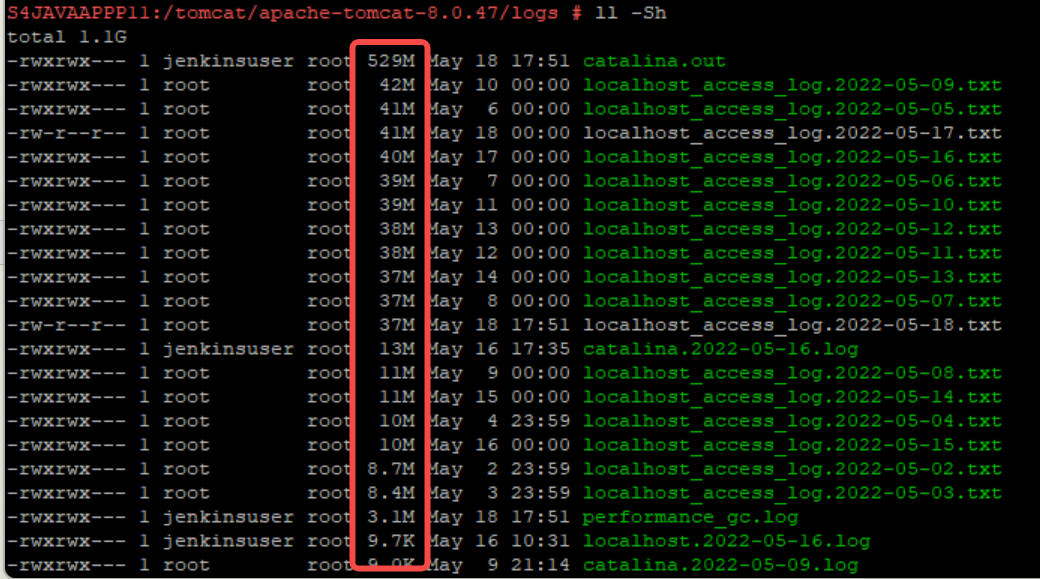 S4JAVAAPPP11:/tomcat/apache-tomcat-8.0.47/logs # ll -Sh
total 1.1G
-rwxrwx--- 1 jenkinsuser root 529M May 18 17:51 catalina.out
-rwxrwx--- 1 root root 42M May 10 00:00 localhost_access_log.2022-05-09.txt
-rwxrwx--- 1 root root 41M May 6 00:00 localhost_access_log.2022-05-05.txt
-rw-r--r-- 1 root root 41M May 18 00:00 localhost_access_log.2022-05-17.txt
-rwxrwx--- 1 root root 40M May 17 00:00 localhost_access_log.2022-05-16.txt
-rwxrwx--- 1 root root 39M May 7 00:00 localhost_access_log.2022-05-06.txt
-rwxrwx--- 1 root root 39M May 11 00:00 localhost_access_log.2022-05-10.txt
-rwxrwx--- 1 root root 38M May 13 00:00 localhost_access_log.2022-05-12.txt
-rwxrwx--- 1 root root 38M May 12 00:00 localhost_access_log.2022-05-11.txt
-rwxrwx--- 1 root root 37M May 14 00:00 localhost_access_log.2022-05-13.txt
-rwxrwx--- 1 root root 37M May 8 00:00 localhost_access_log.2022-05-07.txt
-rw-r--r-- 1 root root 37M May 18 17:51 localhost_access_log.2022-05-18.txt
-rwxrwx--- 1 jenkinsuser root 13M May 16 17:35 catalina.2022-05-16.log
-rwxrwx--- 1 root root 11M May 9 00:00 localhost_access_log.2022-05-08.txt
-rwxrwx--- 1 root root 11M May 15 00:00 localhost_access_log.2022-05-14.txt
-rwxrwx--- 1 root root 10M May 4 23:59 localhost_access_log.2022-05-04.txt
-rwxrwx--- 1 root root 10M May 16 00:00 localhost_access_log.2022-05-15.txt
-rwxrwx--- 1 root root 8.7M May 2 23:59 localhost_access_log.2022-05-02.txt
-rwxrwx--- 1 root root 8.4M May 3 23:59 localhost_access_log.2022-05-03.txt
-rwxrwx--- 1 jenkinsuser root 3.1M May 18 17:51 performance_gc.log
-rwxrwx--- 1 jenkinsuser root 9.7K May 16 10:31 localhost.2022-05-16.log
-rwxrwx--- 1 root root 9.0K May 9 21:14 catalina.2022-05-09.log